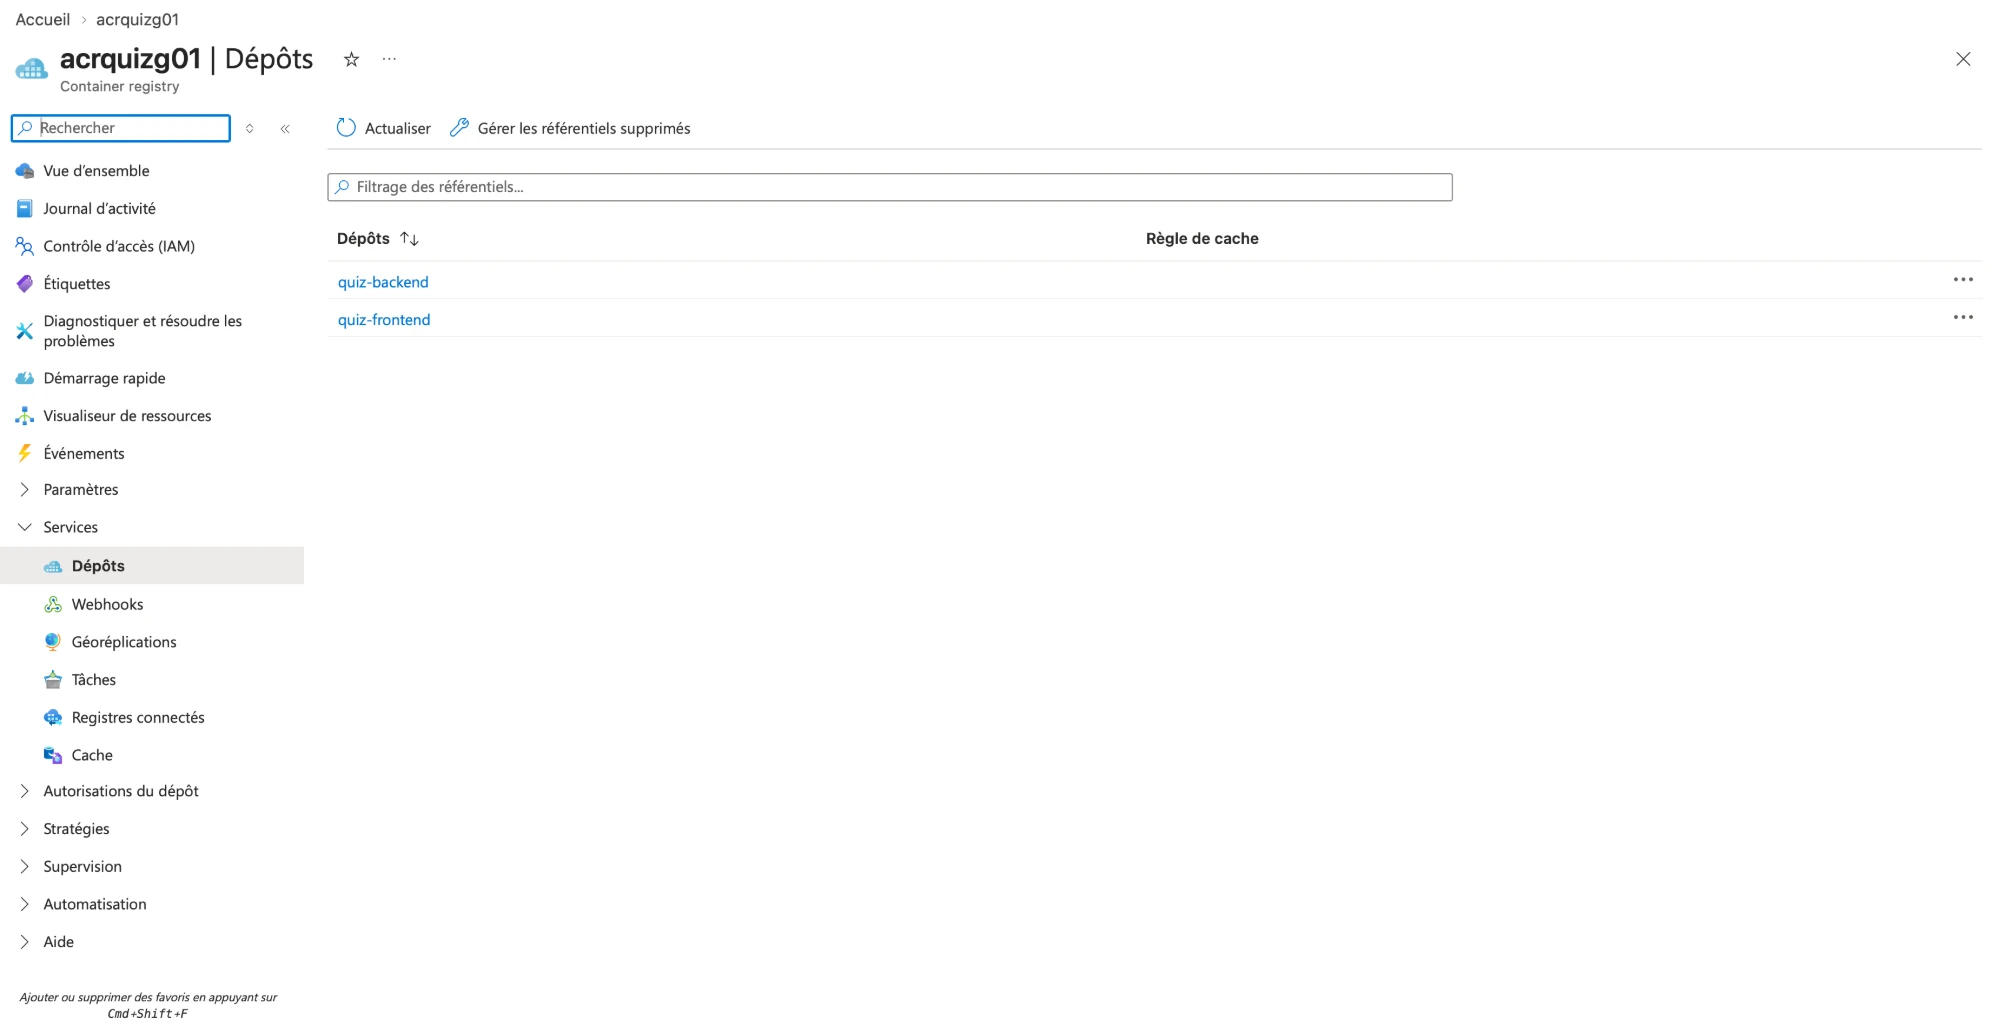 Accueil > acrquizg01
acrquizg01 | Dépôts
Container registry
Rechercher
Vue d’ensemble
Journal d’activité
Contrôle d’accès (IAM)
Étiquettes
Diagnostiquer et résoudre les
problèmes
Démarrage rapide
Visualiseur de ressources
Événements
Paramètres
Services
Dépôts
Webhooks
Géoréplications
Tâches
Registres connectés
Cache
Autorisations du dépôt
Stratégies
Supervision
Automatisation
Aide
Ajouter ou supprimer des favoris en appuyant sur
Cmd+Shift+F
Actualiser Gérer les référentiels supprimés
Filtrage des référentiels...
Dépôts Règle de cache
quiz-backend
quiz-frontend